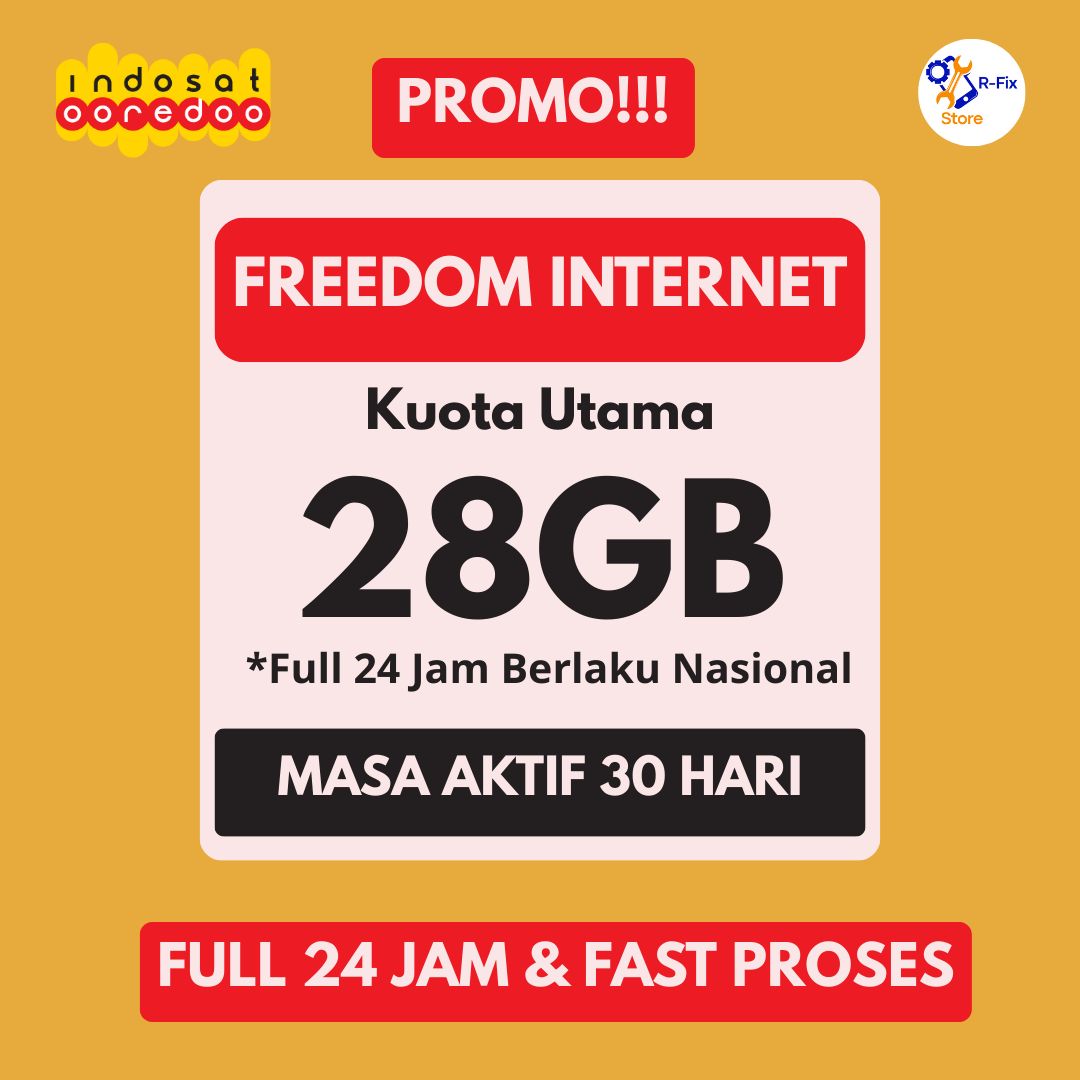 indosat
ooredoo
PROMO!!!
R-Fix
Store
FREEDOM INTERNET
Kuota Utama
28GB
*Full 24 Jam Berlaku Nasional
MASA AKTIF 30 HARI
FULL 24 JAM & FAST PROSES